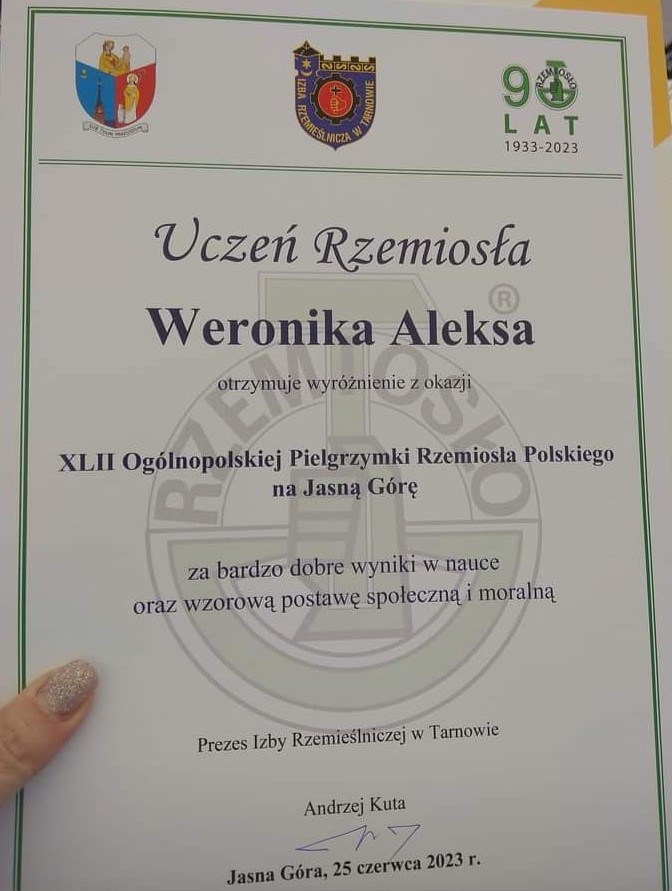 IZBA RZEMIEŚLNICZA W TARNOWIE
90 RZEMIOSŁO
LAT
1933-2023
Uczeń Rzemiosła
Weronika Aleksa
otrzymuje wyróżnienie z okazji
XLII Ogólnopolskiej Pielgrzymki Rzemiosła Polskiego
na Jasną Górę
RZEMIOSŁO ®
za bardzo dobre wyniki w nauce
oraz wzorową postawę społeczną i moralną
Prezes Izby Rzemieślniczej w Tarnowie
Andrzej Kuta
Jasna Góra, 25 czerwca 2023 r.